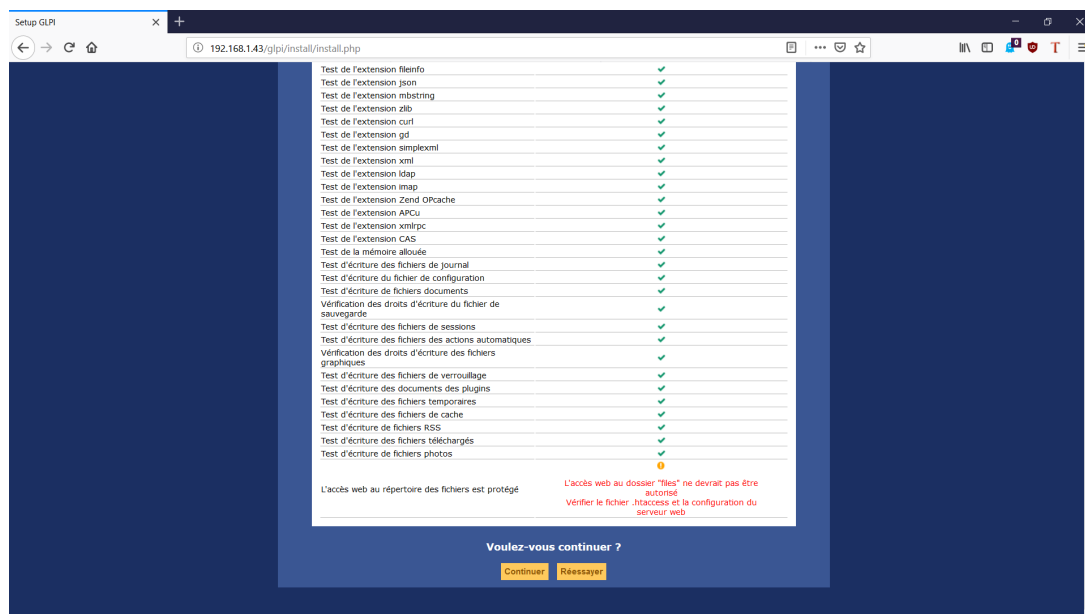 Setup GLPI
192.168.1.43/glpi/install/install.php
0
T
Test de l'extension fileinfo
Test de l'extension json
Test de l'extension mbstring
Test de l'extension zlib
Test de l'extension curl
Test de l'extension gd
Test de l'extension simplexml
Test de l'extension xml
Test de l'extension ldap
Test de l'extension imap
Test de l'extension Zend OPcache
Test de l'extension APCu
Test de l'extension xmlrpc
Test de l'extension CAS
Test de la mémoire allouée
Test d'écriture des fichiers de journal
Test d'écriture du fichier de configuration
Test d'écriture de fichiers documents
Vérification des droits d'écriture du fichier de
sauvegarde
Test d'écriture des fichiers de sessions
Test d'écriture des fichiers des actions automatiques
Vérification des droits d'écriture des fichiers
graphiques
Test d'écriture des fichiers de verrouillage
Test d'écriture des documents des plugins
Test d'écriture des fichiers temporaires
Test d'écriture des fichiers de cache
Test d'écriture de fichiers RSS
Test d'écriture des fichiers téléchargés
Test d'écriture de fichiers photos
L'accès web au répertoire des fichiers est protégé
L'accès web au dossier "files" ne devrait pas être
autorisé
Vérifier le fichier .htaccess et la configuration du
serveur web
Voulez-vous continuer ?
Continuer
Réessayer